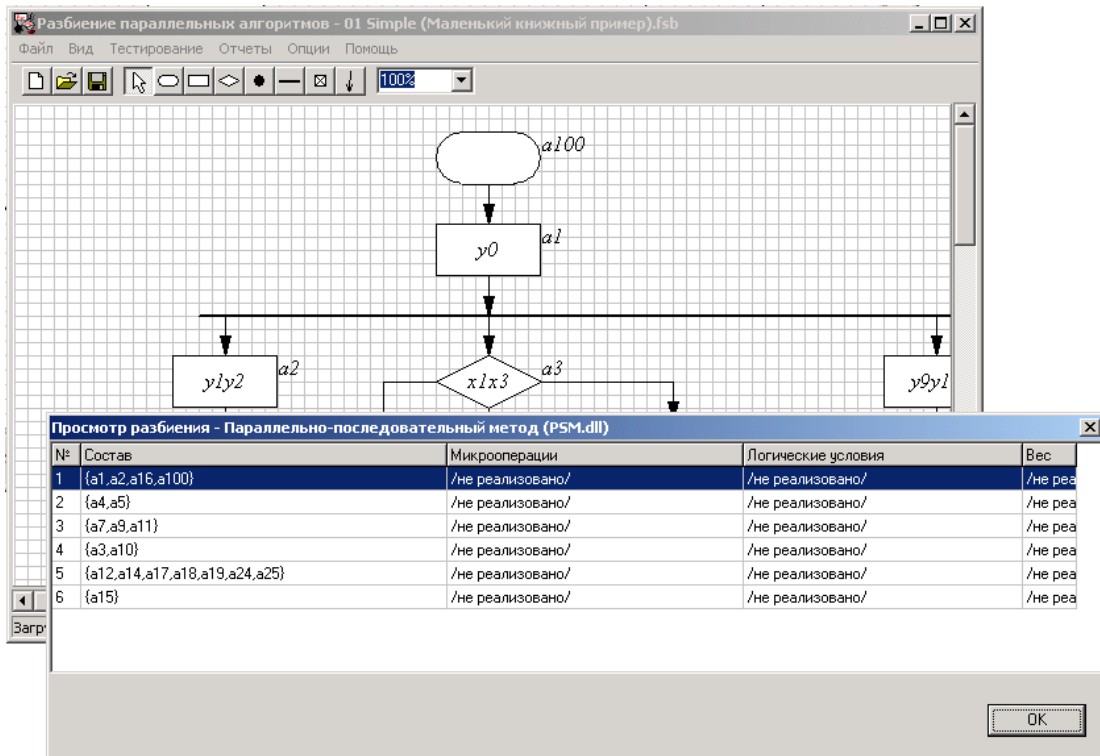 Разбиение параллельных алгоритмов - 01 Simple (Маленький книжный пример).fsb
Файл Вид Тестирование Отчеты Опции Помощь
100%
a100
y0 a1
y1y2 a2
x1x3 a3
y9y1
Просмотр разбиения - Параллельно-последовательный метод (PSM.dll)
№ Состав Микрооперации Логические условия Вес
1 {a1,a2,a16,a100} /не реализовано/ /не реализовано/ /не реа
2 {a4,a5} /не реализовано/ /не реализовано/ /не реа
3 {a7,a9,a11} /не реализовано/ /не реализовано/ /не реа
4 {a3,a10} /не реализовано/ /не реализовано/ /не реа
5 {a12,a14,a17,a18,a19,a24,a25} /не реализовано/ /не реализовано/ /не реа
6 {a15} /не реализовано/ /не реализовано/ /не реа
Загр
OK